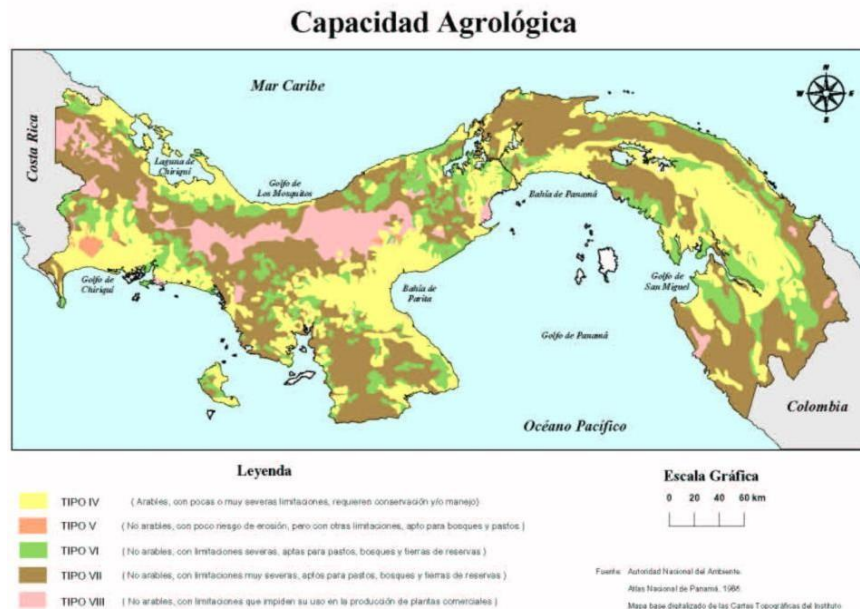 Capacidad Agrológica
Mar Caribe
N
W
E
S
Costa Rica
Laguna de
Chiriquí
Golfo de
Los Mosquitos
Bahía de Panamá
Golfo de
Chiriquí
Bahía de
Parita
Golfo de
San Miguel
Golfo de Panamá
Océano Pacífico
Colombia
Leyenda
TIPO IV ( Arables, con pocas o muy severas limitaciones, requieren conservación y/o manejo)
TIPO V ( No arables, con poco riesgo de erosión, pero con otras limitaciones, apto para bosques y pastos )
TIPO VI ( No arables, con limitaciones severas, aptas para pastos, bosques y tierras de reservas )
TIPO VII ( No arables, con limitaciones muy severas, aptos para pastos, bosques y tierras de reservas )
TIPO VIII ( No arables, con limitaciones que impiden su uso en la producción de plantas comerciales )
Escala Gráfica
0 20 40 60 km
Fuente: Autoridad Nacional del Ambiente.
Atlas Nacional de Panamá, 1988
Mapa base digitalizado de las Cartas Topográficas del Instituto